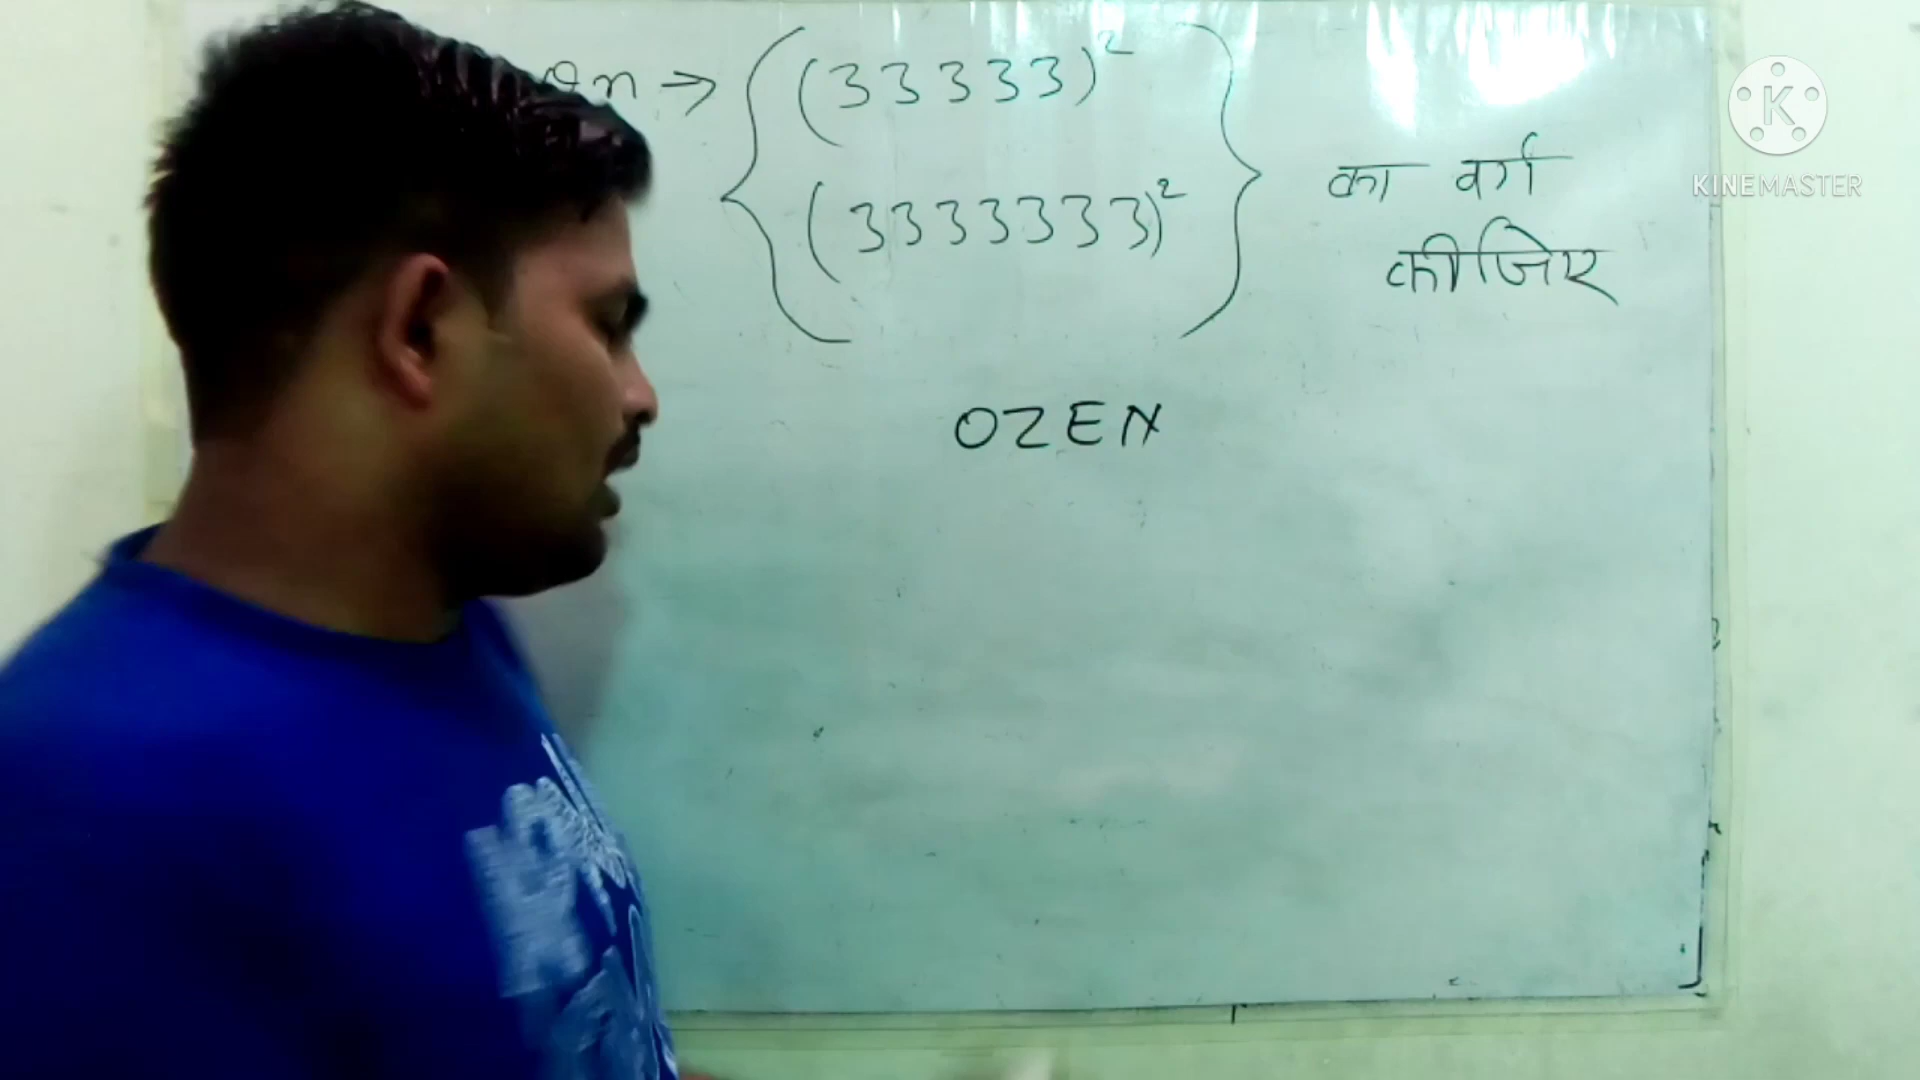 → { (33333)²
(3333333)² } का वर्ग
कीजिए
OZEN
K
KINEMASTER